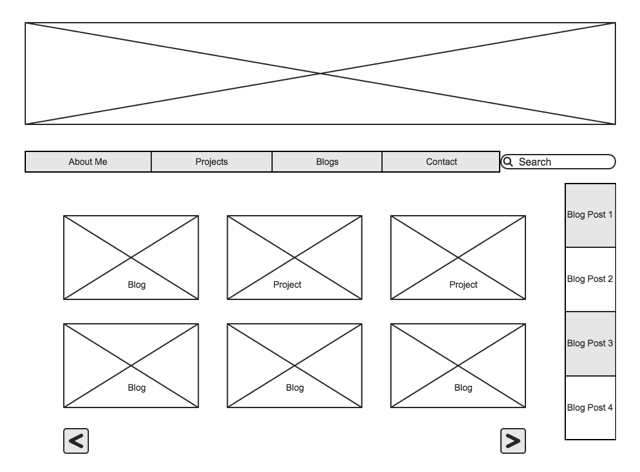 About Me
Projects
Blogs
Contact
Search
Blog Post 1
Blog Post 2
Blog Post 3
Blog Post 4
Blog
Project
Project
Blog
Blog
Blog
<
>